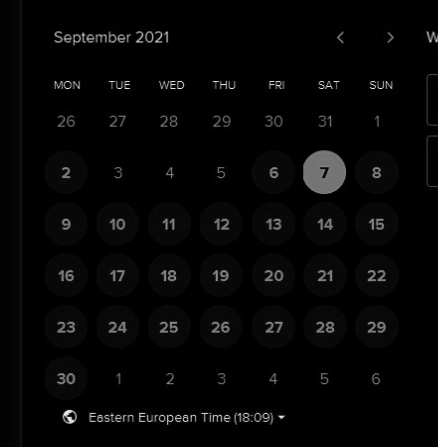 September 2021
W
MON TUE WED THU FRI SAT SUN
26 27 28 29 30 31 1
2 3 4 5 6 7 8
9 10 11 12 13 14 15
16 17 18 19 20 21 22
23 24 25 26 27 28 29
30 1 2 3 4 5 6
Eastern European Time (18:09)